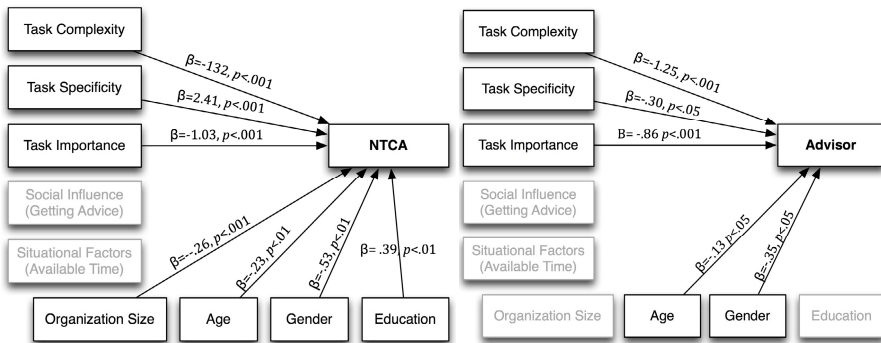 Task Complexity
β=-132, p<.001
Task Specificity
β=2.41, p<.001
Task Importance
β=-1.03, p<.001
NTCA
Social Influence
(Getting Advice)
Situational Factors
(Available Time)
β=--.26, p<.001
β=-.23, p<.01
β=-.53, p<.01
β= .39, p<.01
Organization Size
Age
Gender
Education
Task Complexity
β=-1.25, p<.001
Task Specificity
β=-.30, p<.05
Task Importance
B= -.86 p<.001
Advisor
Social Influence
(Getting Advice)
Situational Factors
(Available Time)
β=-.13 p<.05
β=-.35, p<.05
Organization Size
Age
Gender
Education